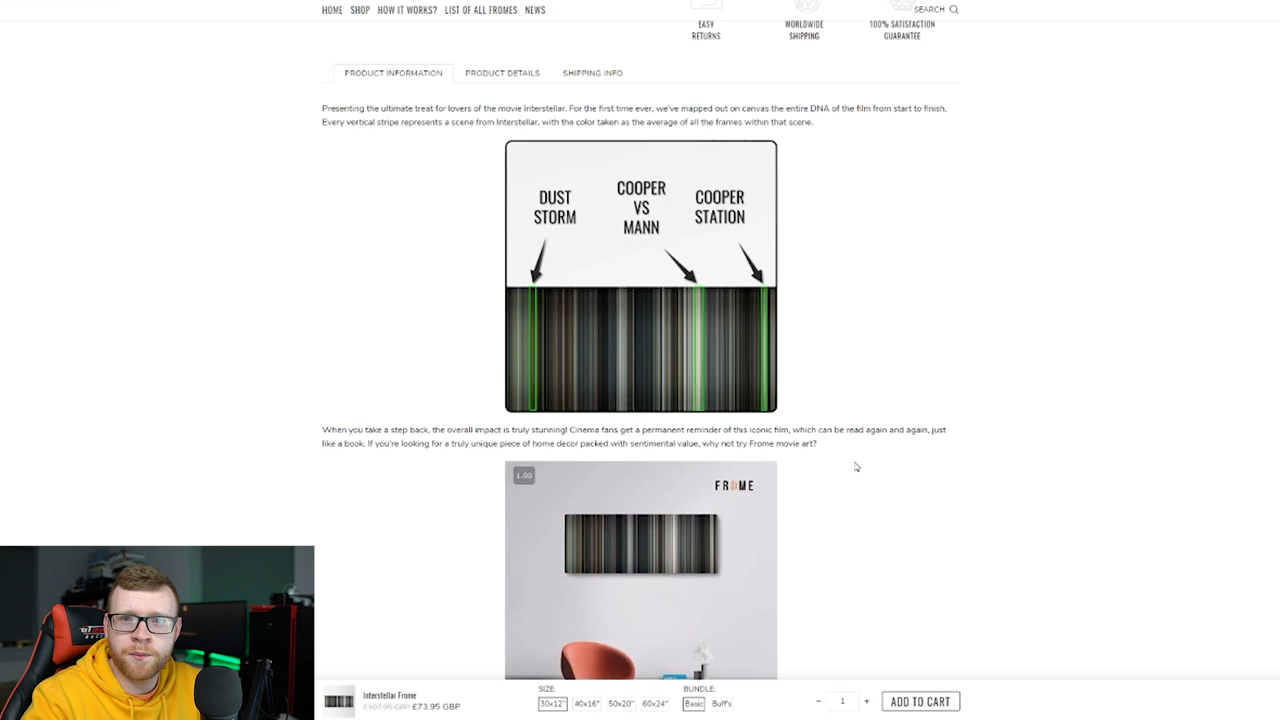 HOME SHOP HOW IT WORKS? LIST OF ALL FROMES NEWS SEARCH
EASY RETURNS
WORLDWIDE SHIPPING
100% SATISFACTION GUARANTEE
PRODUCT INFORMATION PRODUCT DETAILS SHIPPING INFO
Presenting the ultimate treat for lovers of the movie Interstellar. For the first time ever, we've mapped out on canvas the entire DNA of the film from start to finish.
Every vertical stripe represents a scene from Interstellar, with the color taken as the average of all the frames within that scene.
DUST
STORM
COOPER
VS
MANN
COOPER
STATION
When you take a step back, the overall impact is truly stunning! Cinema fans get a permanent reminder of this iconic film, which can be read again and again, just
like a book. If you're looking for a truly unique piece of home decor packed with sentimental value, why not try Frome movie art?
1.00
FROME
Interstellar Frome
£107.95 GBP £73.95 GBP
SIZE:
30x12" 40x16" 50x20" 60x24"
BUNDLE:
Basic Buff's
− 1 +
ADD TO CART